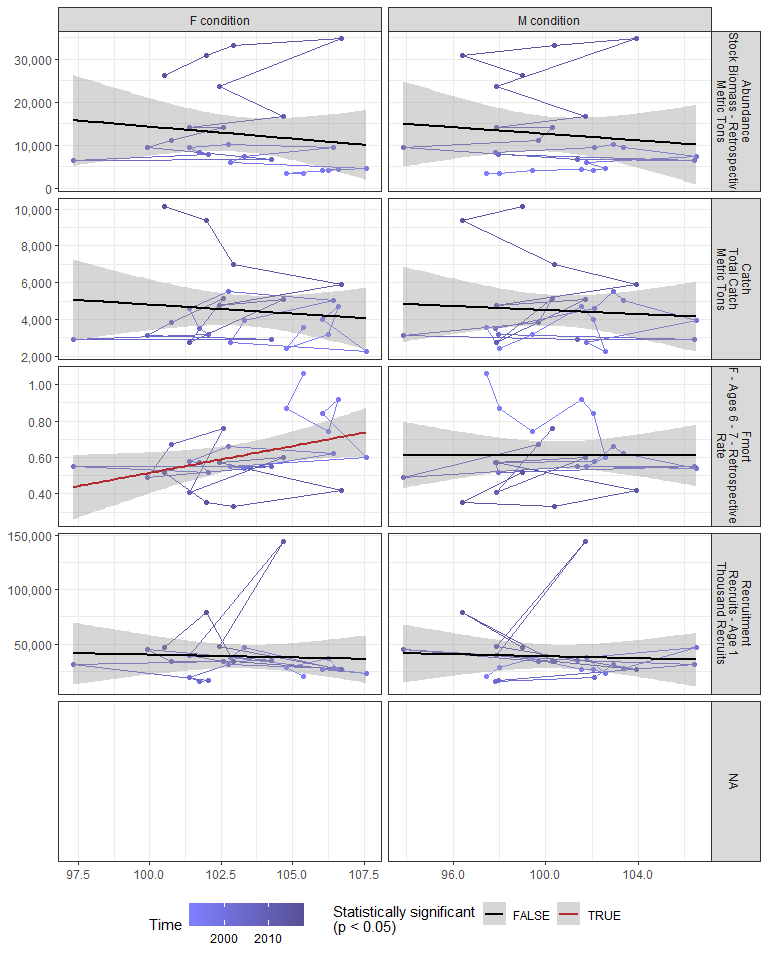 F condition
M condition
30,000
20,000
10,000
0
Abundance
Stock Biomass - Retrospectiv
Metric Tons
10,000
8,000
6,000
4,000
2,000
Catch
Total Catch
Metric Tons
1.00
0.80
0.60
0.40
Fmort
F - Ages 6 - 7 - Retrospective
Rate
150,000
100,000
50,000
Recruitment
Recruits - Age 1
Thousand Recruits
NA
97.5 100.0 102.5 105.0 107.5
96.0 100.0 104.0
Time
2000 2010
Statistically significant
(p < 0.05)
FALSE
TRUE